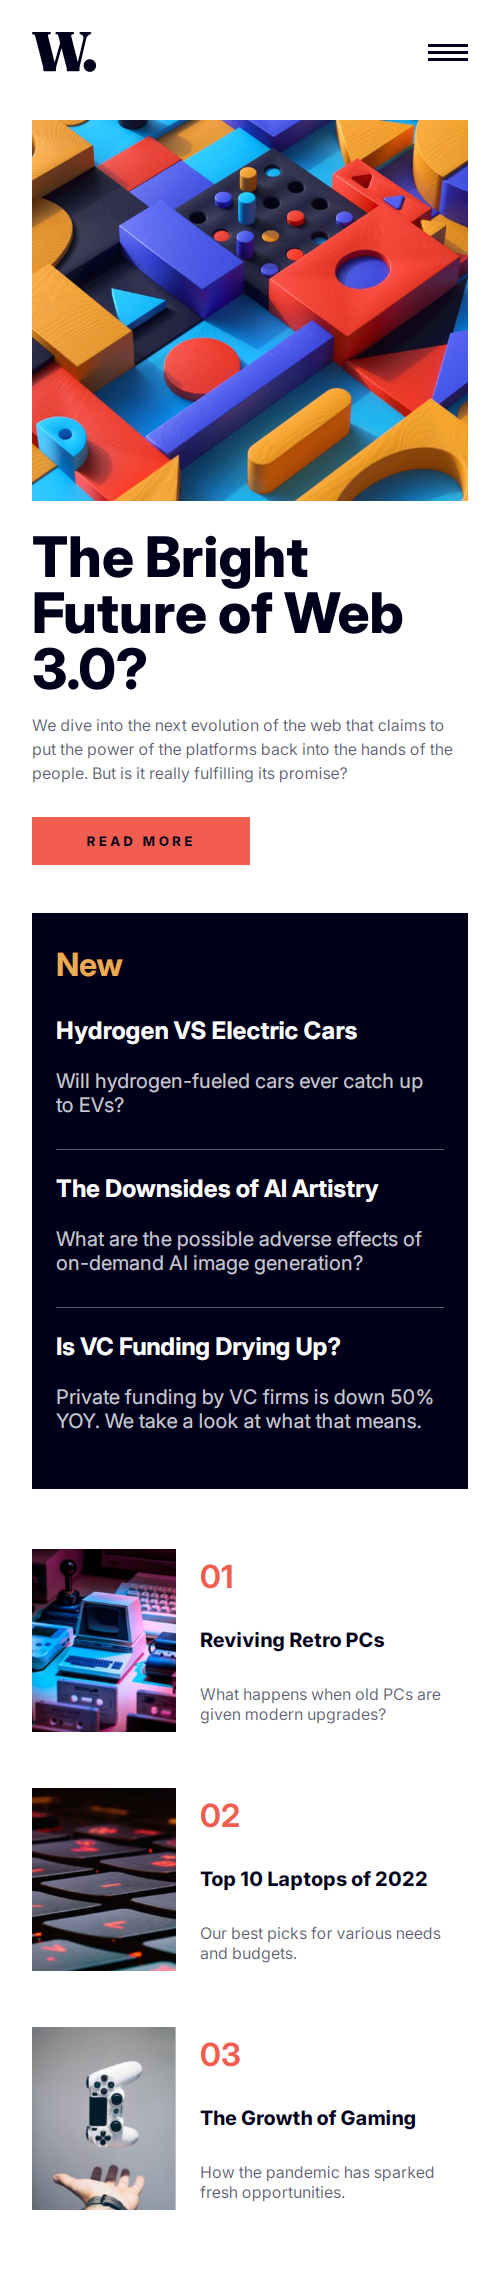 W.
The Bright
Future of Web
3.0?
We dive into the next evolution of the web that claims to
put the power of the platforms back into the hands of the
people. But is it really fulfilling its promise?
READ MORE
New
Hydrogen VS Electric Cars
Will hydrogen-fueled cars ever catch up
to EVs?
The Downsides of AI Artistry
What are the possible adverse effects of
on-demand AI image generation?
Is VC Funding Drying Up?
Private funding by VC firms is down 50%
YOY. We take a look at what that means.
01
Reviving Retro PCs
What happens when old PCs are
given modern upgrades?
02
Top 10 Laptops of 2022
Our best picks for various needs
and budgets.
03
The Growth of Gaming
How the pandemic has sparked
fresh opportunities.